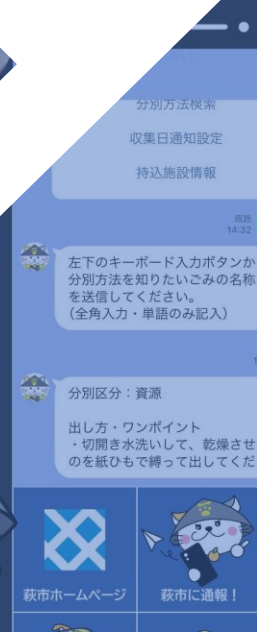 分別方法検索
収集日通知設定
持込施設情報
既読
14:32
左下のキーボード入力ボタンか
分別方法を知りたいごみの名称
を送信してください。
(全角入力・単語のみ記入)
分別区分:資源
出し方・ワンポイント
・切開き水洗いして、乾燥させ
のを紙ひもで縛って出してくだ
萩市ホームページ
萩市に通報!